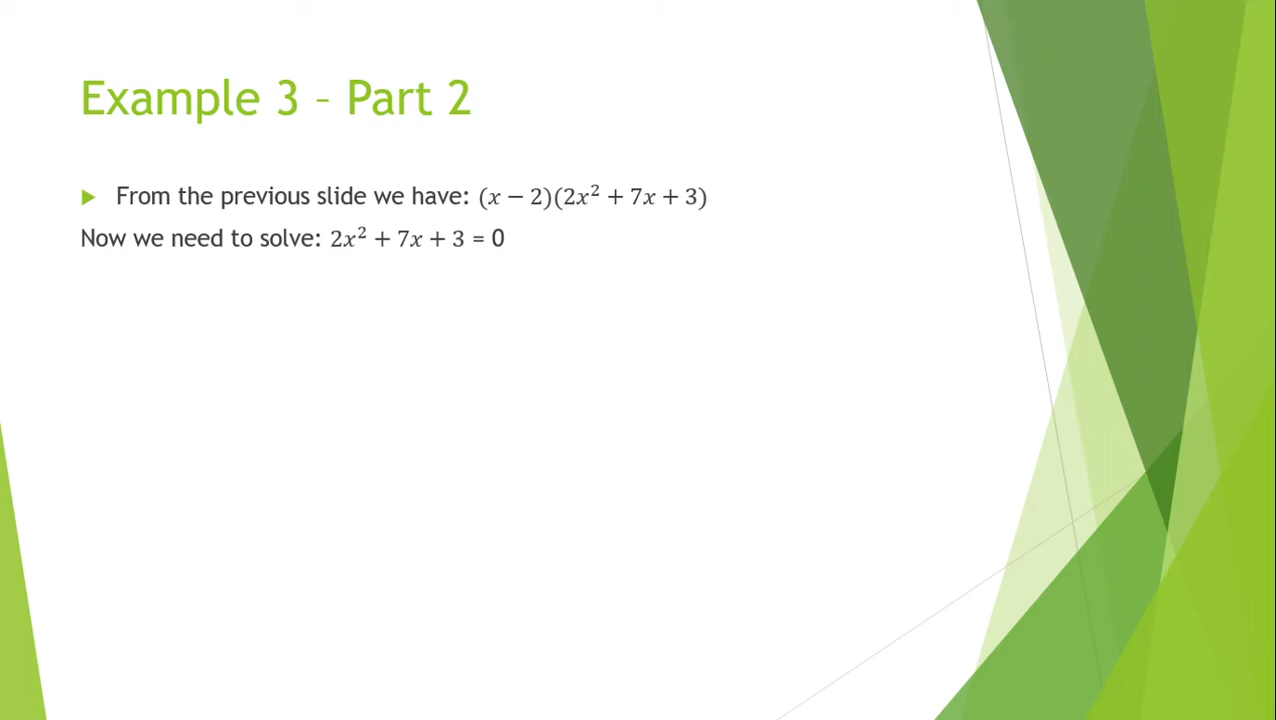 Example 3 – Part 2
From the previous slide we have: (𝑥 − 2)(2𝑥² + 7𝑥 + 3)
Now we need to solve: 2𝑥² + 7𝑥 + 3 = 0